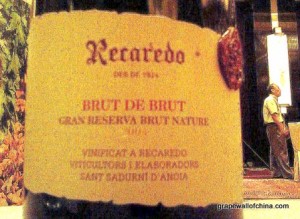 Recaredo
DES DE 1924
BRUT DE BRUT
GRAN RESERVA BRUT NATURE
VINIFICAT A RECAREDO
VITICULTORS I ELABORADORS
SANT SADURNÍ D'ANOIA
grapewallofchina.com